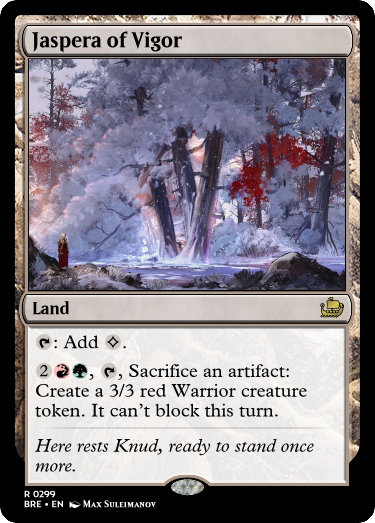 Jaspera of Vigor
Land
: Add .
2, , Sacrifice an artifact:
Create a 3/3 red Warrior creature
token. It can't block this turn.
Here rests Knud, ready to stand once
more.
R 0299
BRE • EN Max Suleimanov